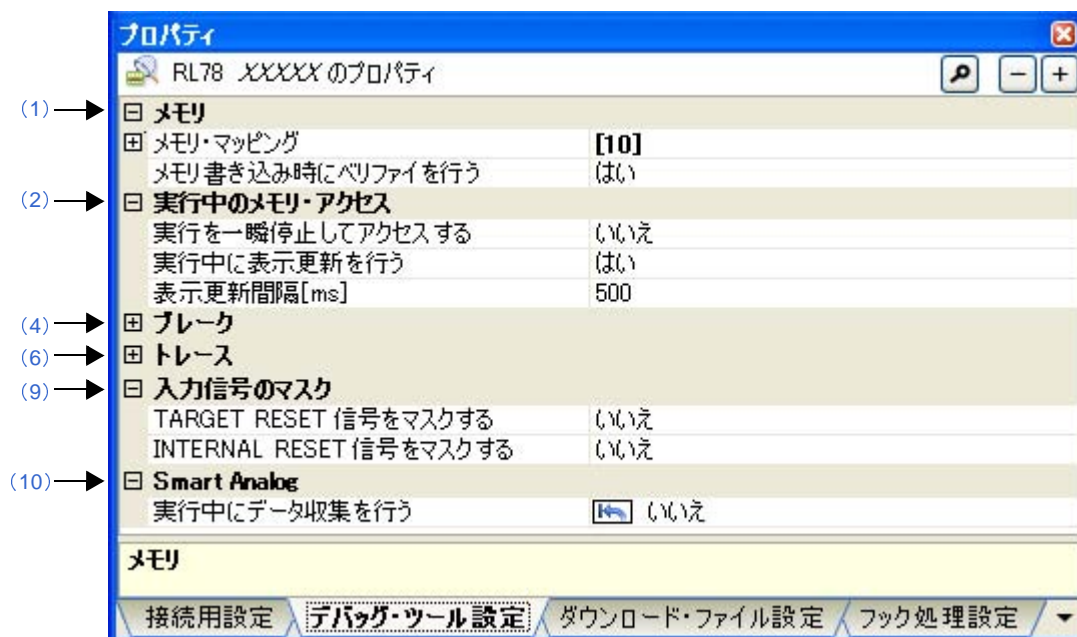 プロパティ
RL78 XXXXX のプロパティ
(1) メモリ
メモリ・マッピング [10]
メモリ書き込み時にベリファイを行う はい
(2) 実行中のメモリ・アクセス
実行を一瞬停止してアクセスする いいえ
実行中に表示更新を行う はい
表示更新間隔[ms] 500
(4) ブレーク
(6) トレース
(9) 入力信号のマスク
TARGET RESET 信号をマスクする いいえ
INTERNAL RESET 信号をマスクする いいえ
(10) Smart Analog
実行中にデータ収集を行う いいえ
メモリ
接続用設定 デバッグ・ツール設定 ダウンロード・ファイル設定 フック処理設定